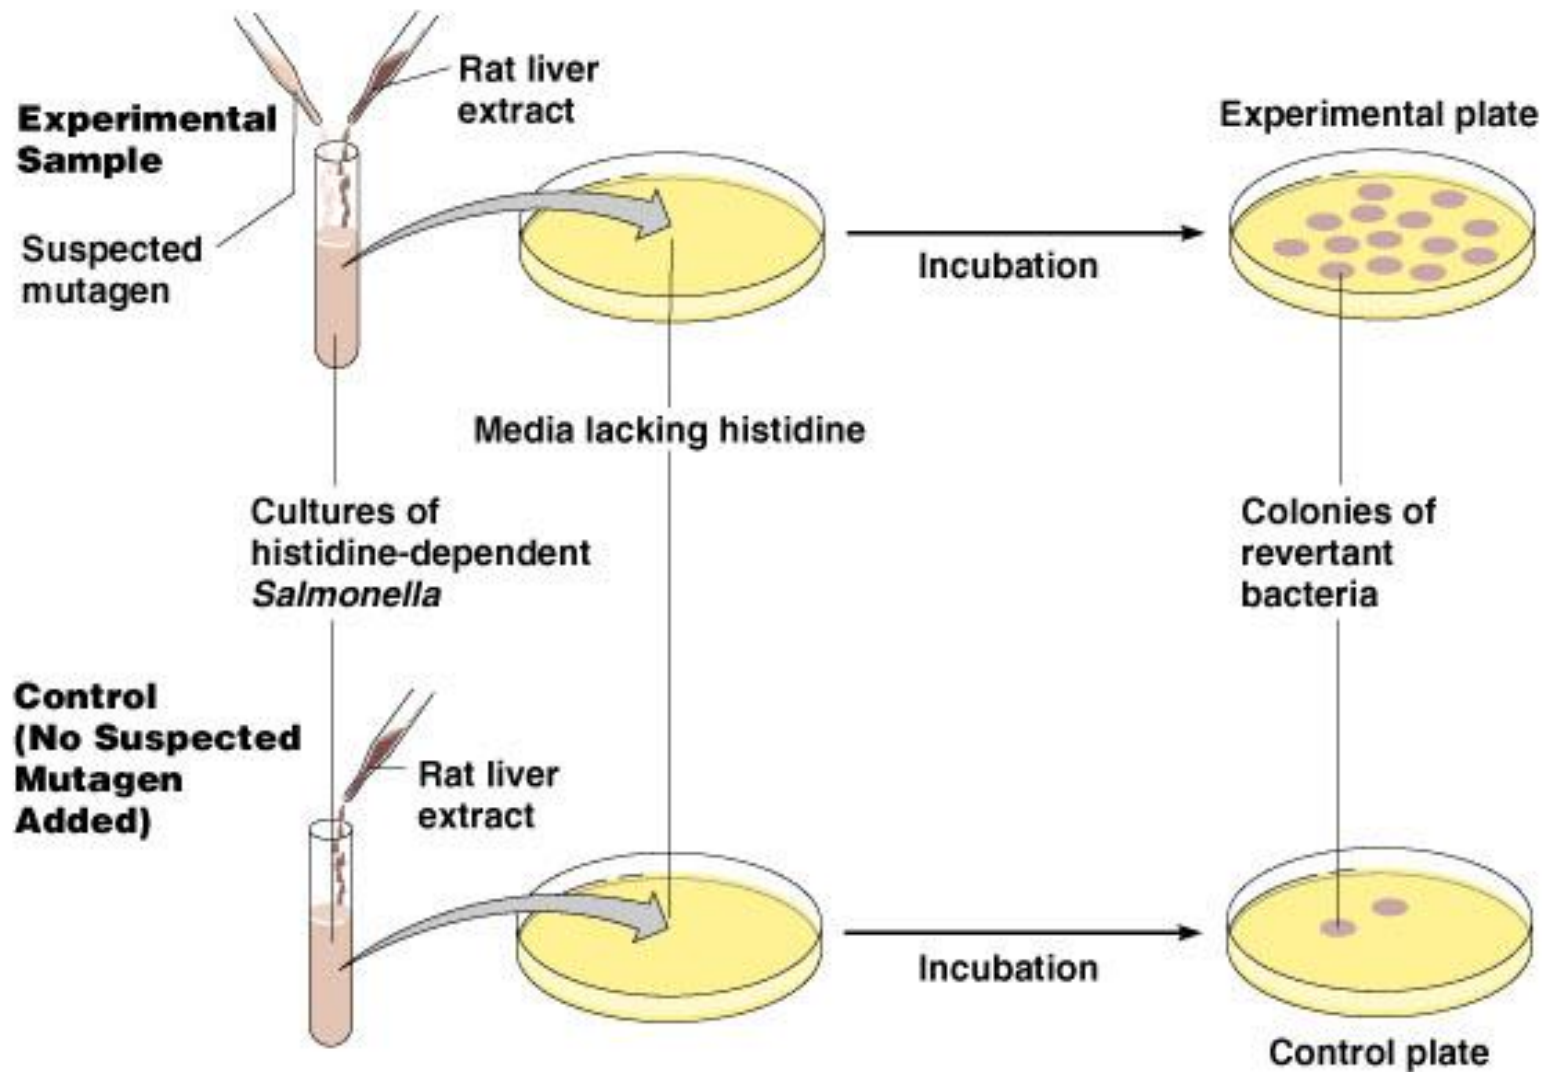 Rat liver
extract
Experimental
Sample
Suspected
mutagen
Experimental plate
Incubation
Media lacking histidine
Cultures of
histidine-dependent
Salmonella
Colonies of
revertant
bacteria
Control
(No Suspected
Mutagen
Added)
Rat liver
extract
Incubation
Control plate